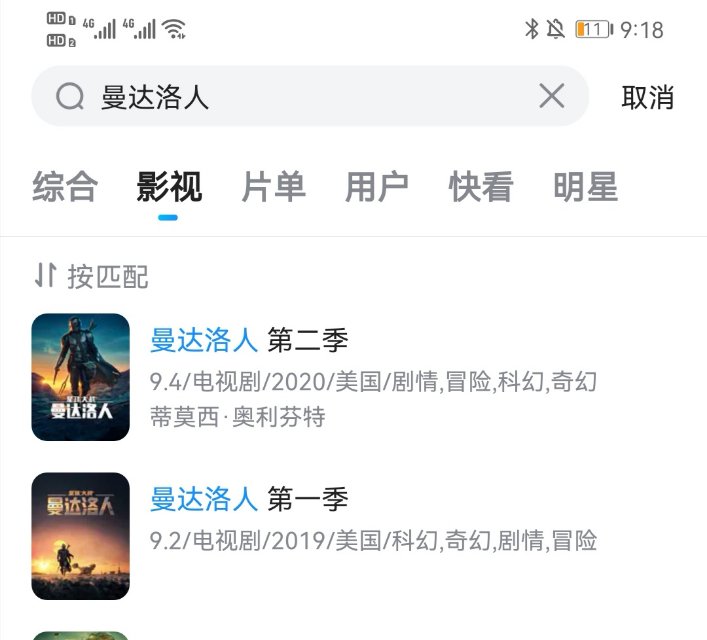 HD 1 4G 4G 11 9:18
HD 2
曼达洛人 取消
综合 影视 片单 用户 快看 明星
按匹配
曼达洛人 第二季
9.4/电视剧/2020/美国/剧情,冒险,科幻,奇幻
蒂莫西·奥利芬特
星球大战
曼达洛人
曼达洛人 第一季
9.2/电视剧/2019/美国/科幻,奇幻,剧情,冒险
星球大战
曼达洛人